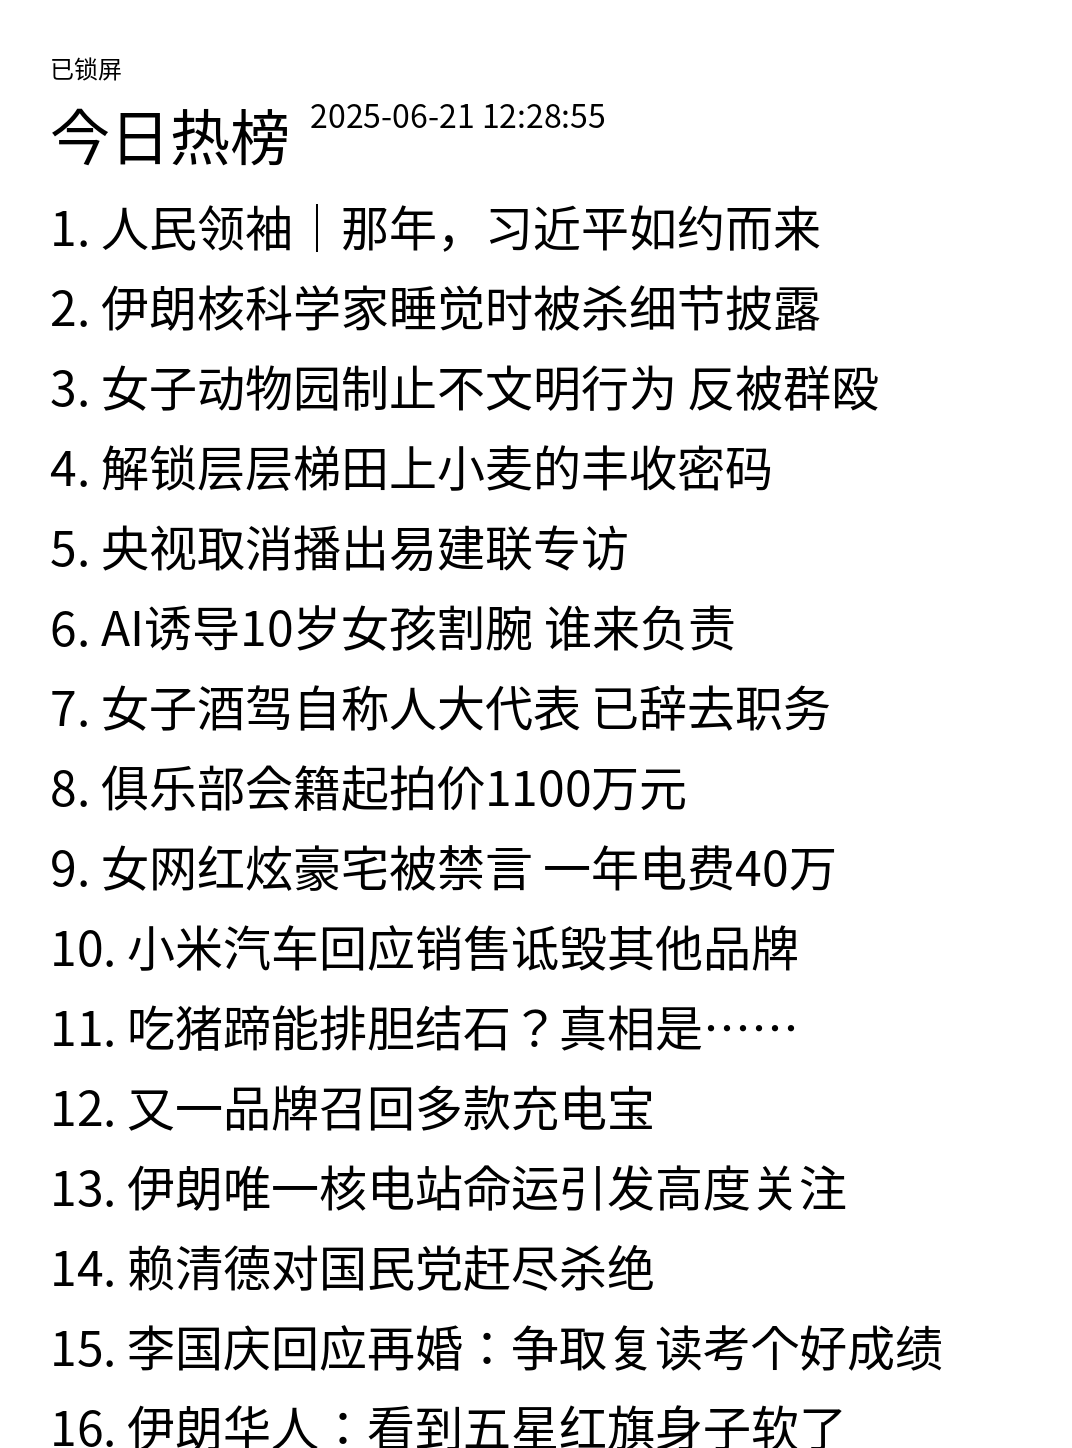 已锁屏
今日热榜 2025-06-21 12:28:55
1. 人民领袖｜那年，习近平如约而来
2. 伊朗核科学家睡觉时被杀细节披露
3. 女子动物园制止不文明行为 反被群殴
4. 解锁层层梯田上小麦的丰收密码
5. 央视取消播出易建联专访
6. AI诱导10岁女孩割腕 谁来负责
7. 女子酒驾自称人大代表 已辞去职务
8. 俱乐部会籍起拍价1100万元
9. 女网红炫豪宅被禁言 一年电费40万
10. 小米汽车回应销售诋毁其他品牌
11. 吃猪蹄能排胆结石？真相是……
12. 又一品牌召回多款充电宝
13. 伊朗唯一核电站命运引发高度关注
14. 赖清德对国民党赶尽杀绝
15. 李国庆回应再婚：争取复读考个好成绩
16. 伊朗华人：看到五星红旗身子软了